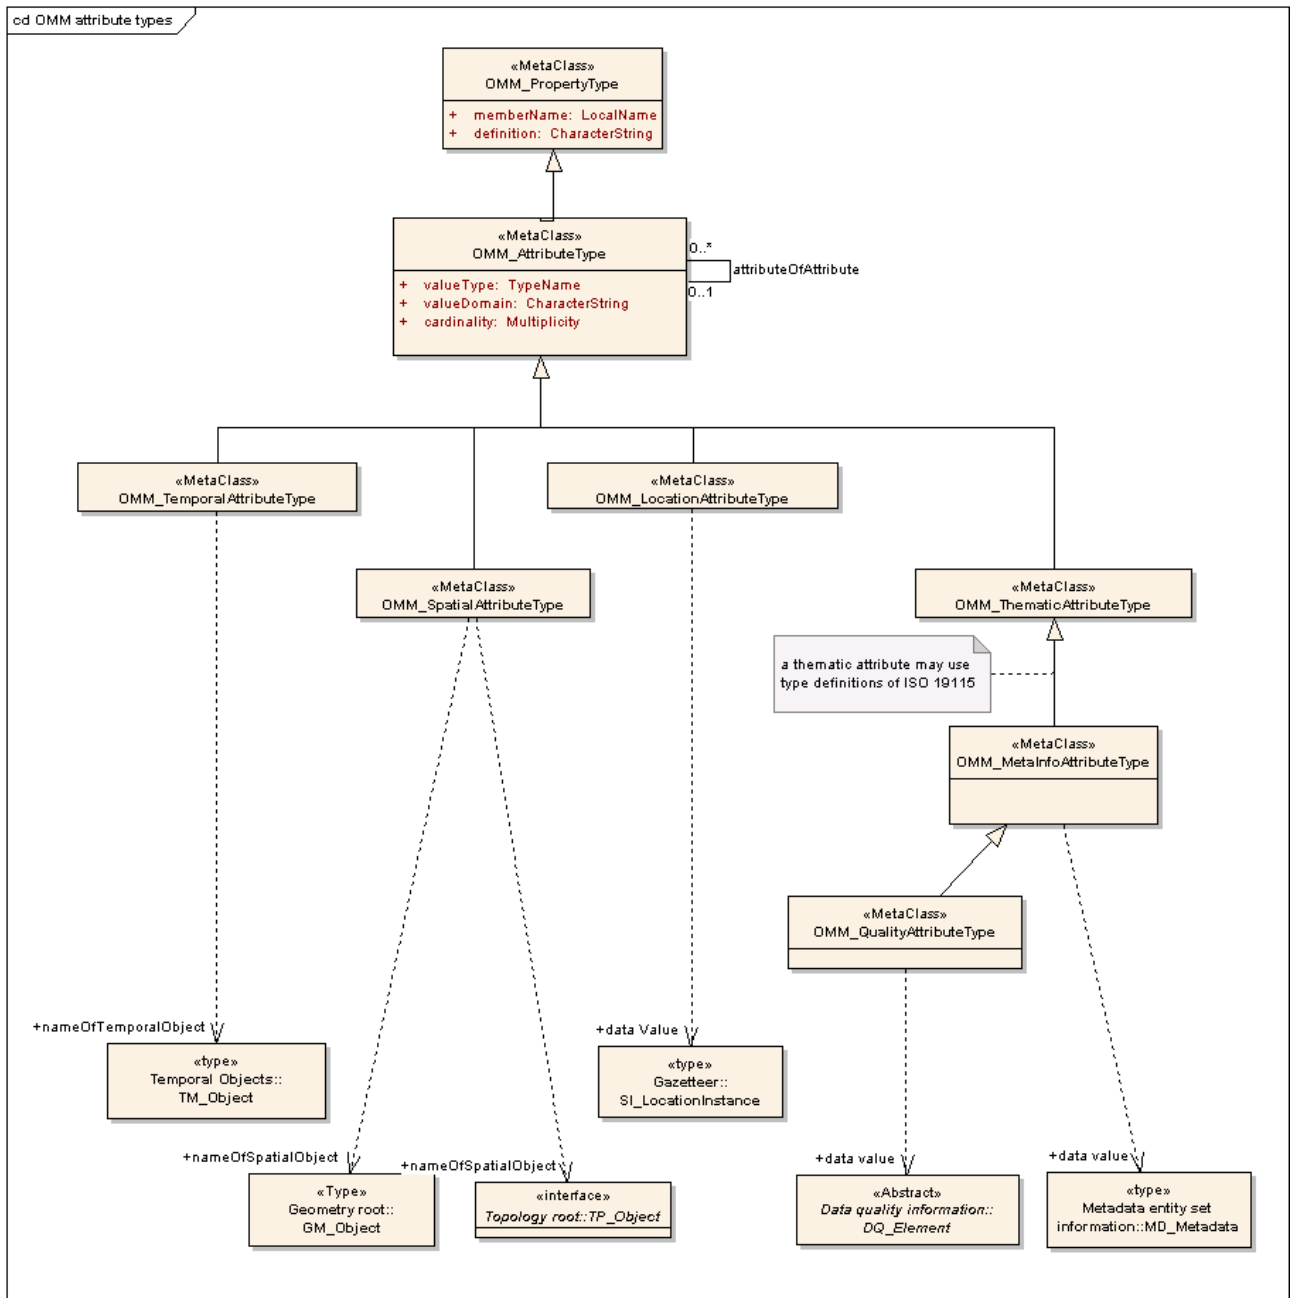 cd OMM attribute types
«MetaClass»
OMM_PropertyType
+ memberName: LocalName
+ definition: CharacterString
«MetaClass»
OMM_AttributeType
+ valueType: TypeName
+ valueDomain: CharacterString
+ cardinality: Multiplicity
0..*
attributeOfAttribute
0..1
«MetaClass»
OMM_TemporalAttributeType
«MetaClass»
OMM_LocationAttributeType
«MetaClass»
OMM_SpatialAttributeType
«MetaClass»
OMM_ThematicAttributeType
a thematic attribute may use
type definitions of ISO 19115
«MetaClass»
OMM_MetaInfoAttributeType
«MetaClass»
OMM_QualityAttributeType
+nameOfTemporalObject
«type»
Temporal Objects::
TM_Object
+data Value
«type»
Gazetteer::
SI_LocationInstance
+nameOfSpatialObject
«Type»
Geometry root::
GM_Object
+nameOfSpatialObject
«interface»
Topology root::TP_Object
+data value
«Abstract»
Data quality information::
DQ_Element
+data value
«type»
Metadata entity set
information::MD_Metadata